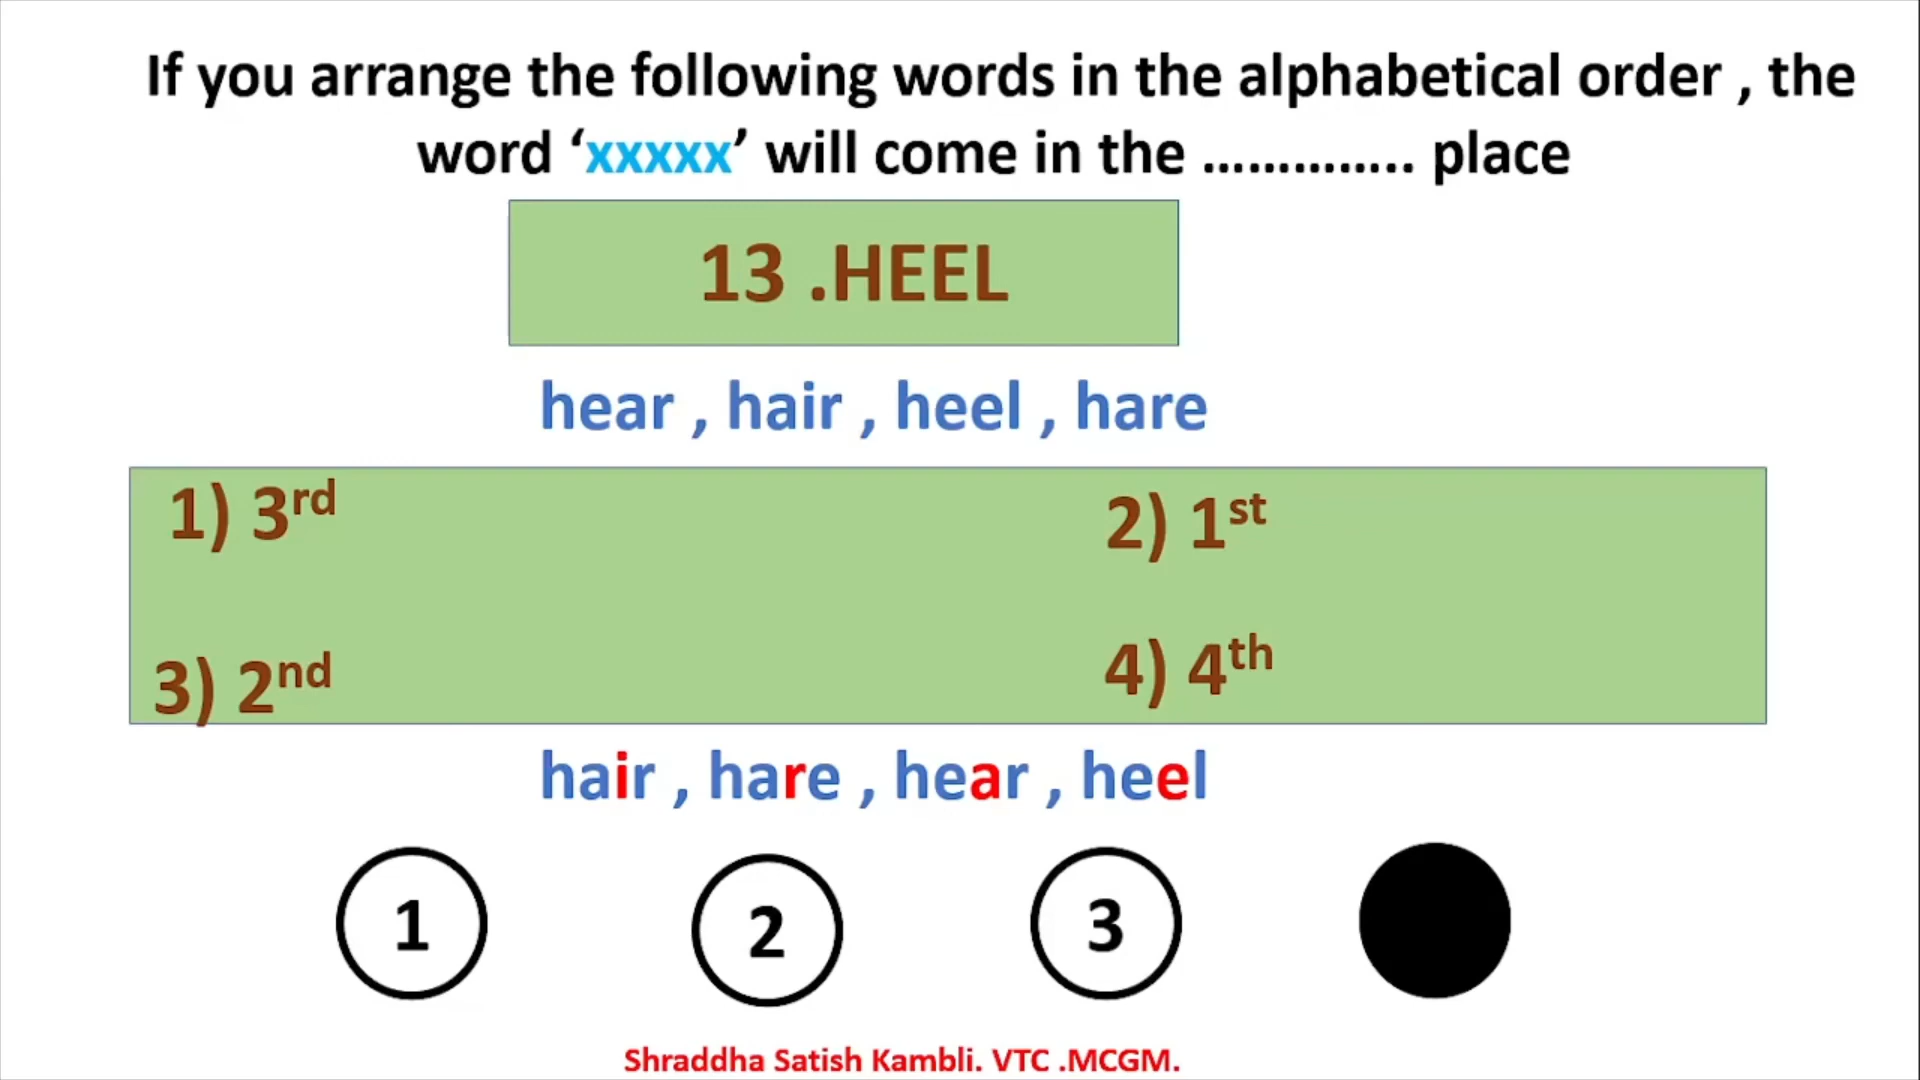 If you arrange the following words in the alphabetical order , the
word ‘xxxxx’ will come in the ………….. place
13 .HEEL
hear , hair , heel , hare
1) 3rd
2) 1st
3) 2nd
4) 4th
hair , hare , hear , heel
1
2
3
Shraddha Satish Kambli. VTC .MCGM.